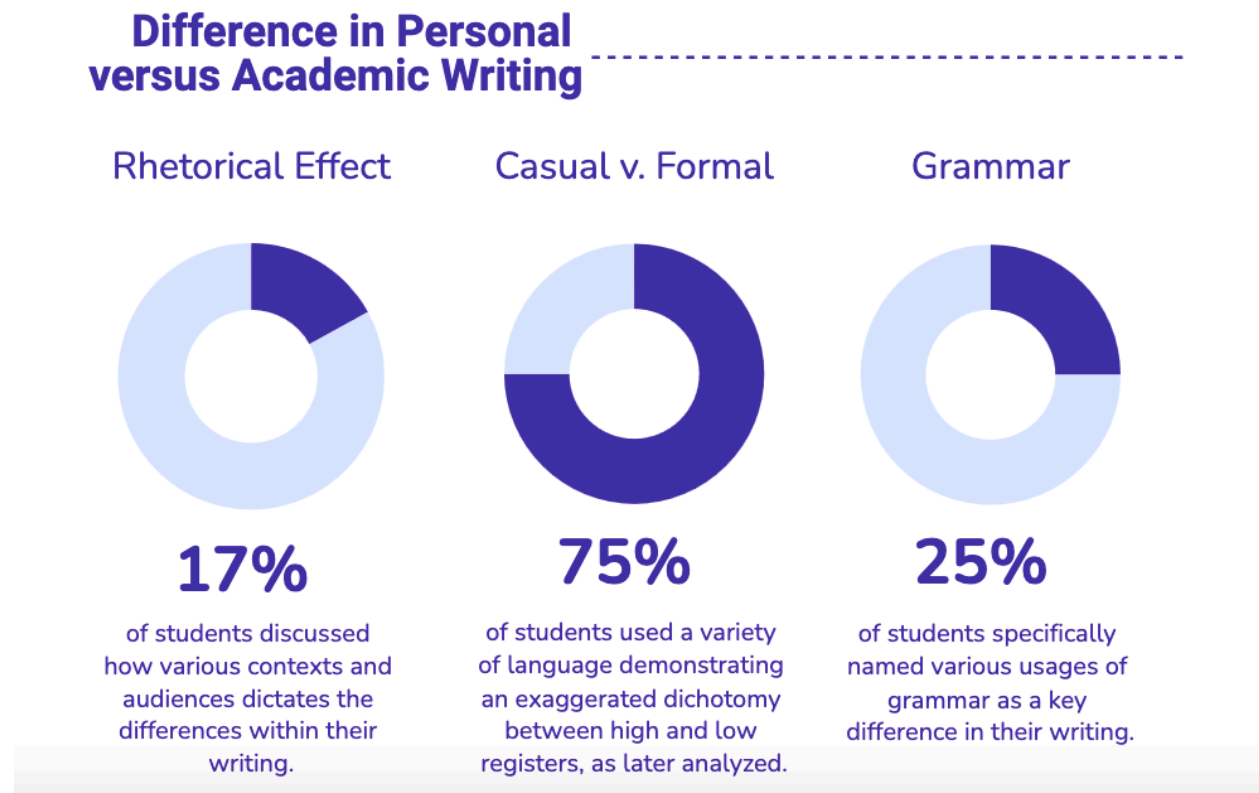 Difference in Personal
versus Academic Writing
Rhetorical Effect
17%
of students discussed
how various contexts and
audiences dictates the
differences within their
writing.
Casual v. Formal
75%
of students used a variety
of language demonstrating
an exaggerated dichotomy
between high and low
registers, as later analyzed.
Grammar
25%
of students specifically
named various usages of
grammar as a key
difference in their writing.